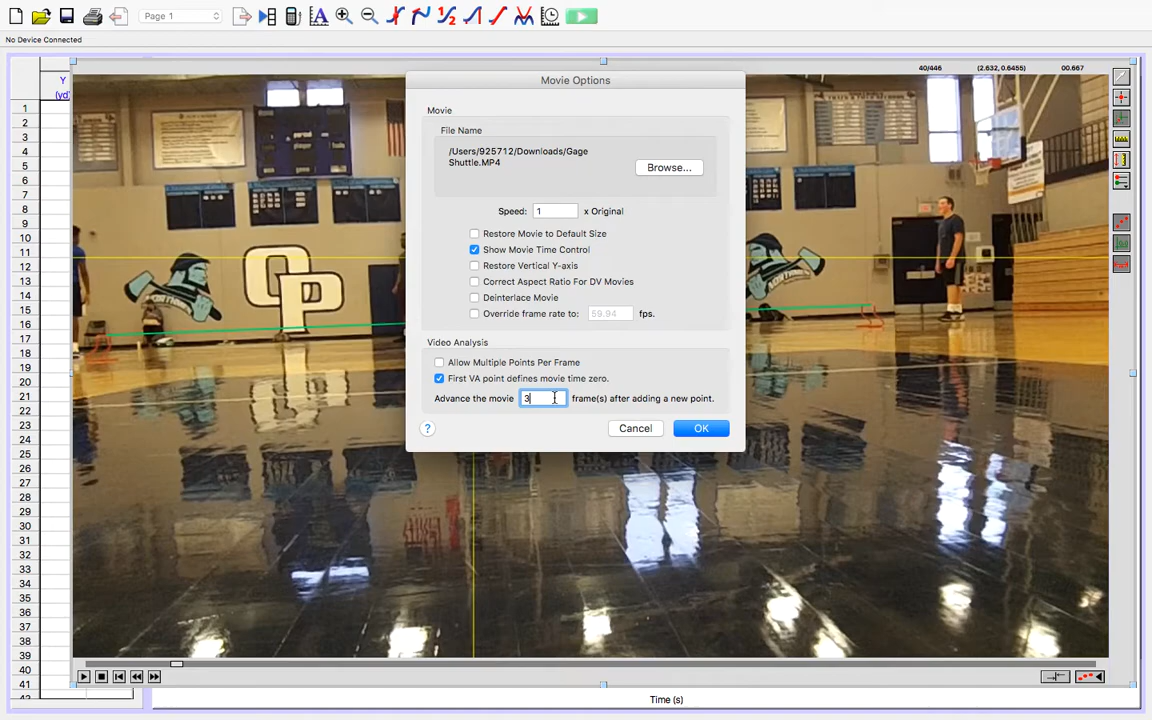 Page 1
No Device Connected
Movie Options
40/446 (2.632, 0.6455) 00.667
Y
(yd)
Movie
File Name
/Users/925712/Downloads/Gage
Shuttle.MP4
Browse...
Speed: 1 x Original
Restore Movie to Default Size
Show Movie Time Control
Restore Vertical Y-axis
Correct Aspect Ratio For DV Movies
Deinterlace Movie
Override frame rate to: 59.94 fps.
Video Analysis
Allow Multiple Points Per Frame
First VA point defines movie time zero.
Advance the movie 3 frame(s) after adding a new point.
? Cancel OK
OP
1
2
3
4
5
6
7
8
9
10
11
12
13
14
15
16
17
18
19
20
21
22
23
24
25
26
27
28
29
30
31
32
33
34
35
36
37
38
39
40
41
Time (s)